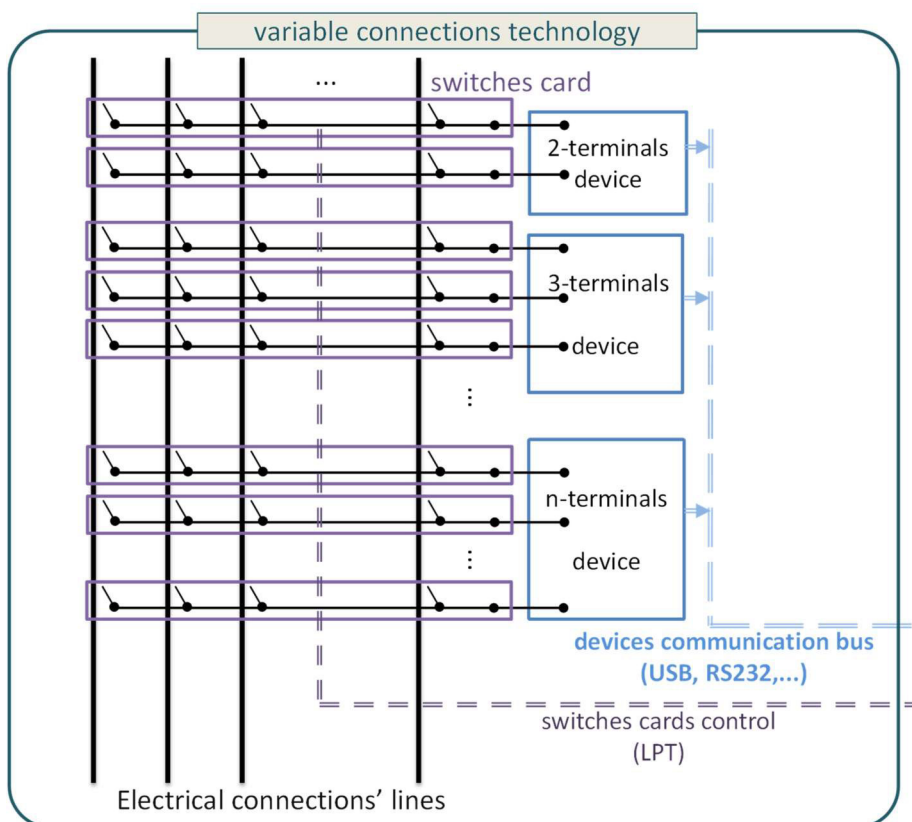 variable connections technology
...
switches card
2-terminals
device
3-terminals
device
...
n-terminals
device
...
devices communication bus
(USB, RS232,...)
switches cards control
(LPT)
Electrical connections’ lines